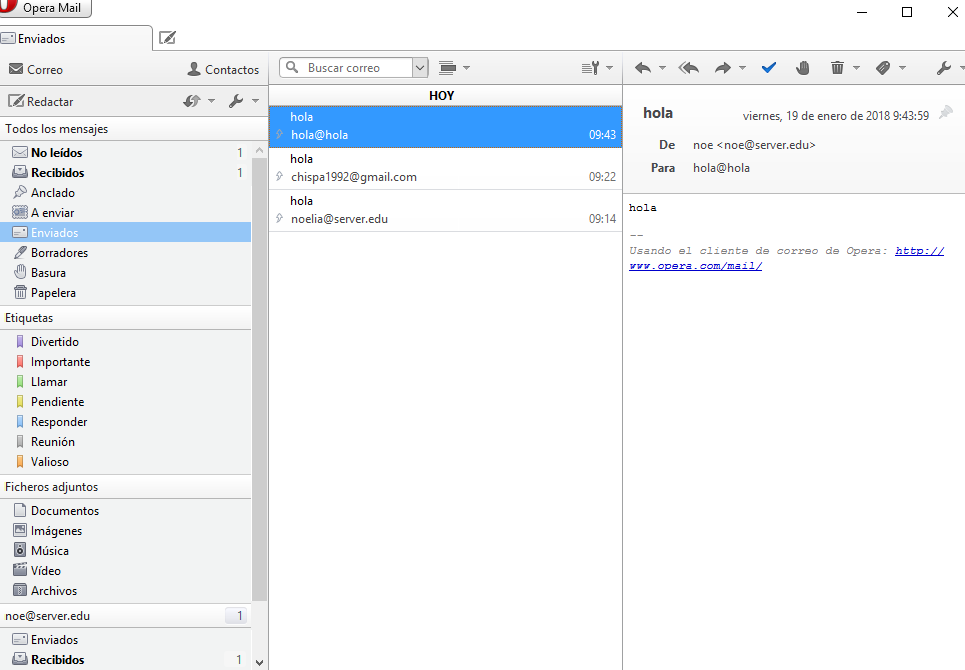 Opera Mail
Enviados
Correo
Contactos
Redactar
Todos los mensajes
No leídos 1
Recibidos 1
Anclado
A enviar
Enviados
Borradores
Basura
Papelera
Etiquetas
Divertido
Importante
Llamar
Pendiente
Responder
Reunión
Valioso
Ficheros adjuntos
Documentos
Imágenes
Música
Vídeo
Archivos
noe@server.edu 1
Enviados
Recibidos 1
Buscar correo
HOY
hola
hola@hola 09:43
hola
chispa1992@gmail.com 09:22
hola
noelia@server.edu 09:14
hola viernes, 19 de enero de 2018 9:43:59
De noe <noe@server.edu>
Para hola@hola
hola
--
Usando el cliente de correo de Opera: http://
www.opera.com/mail/